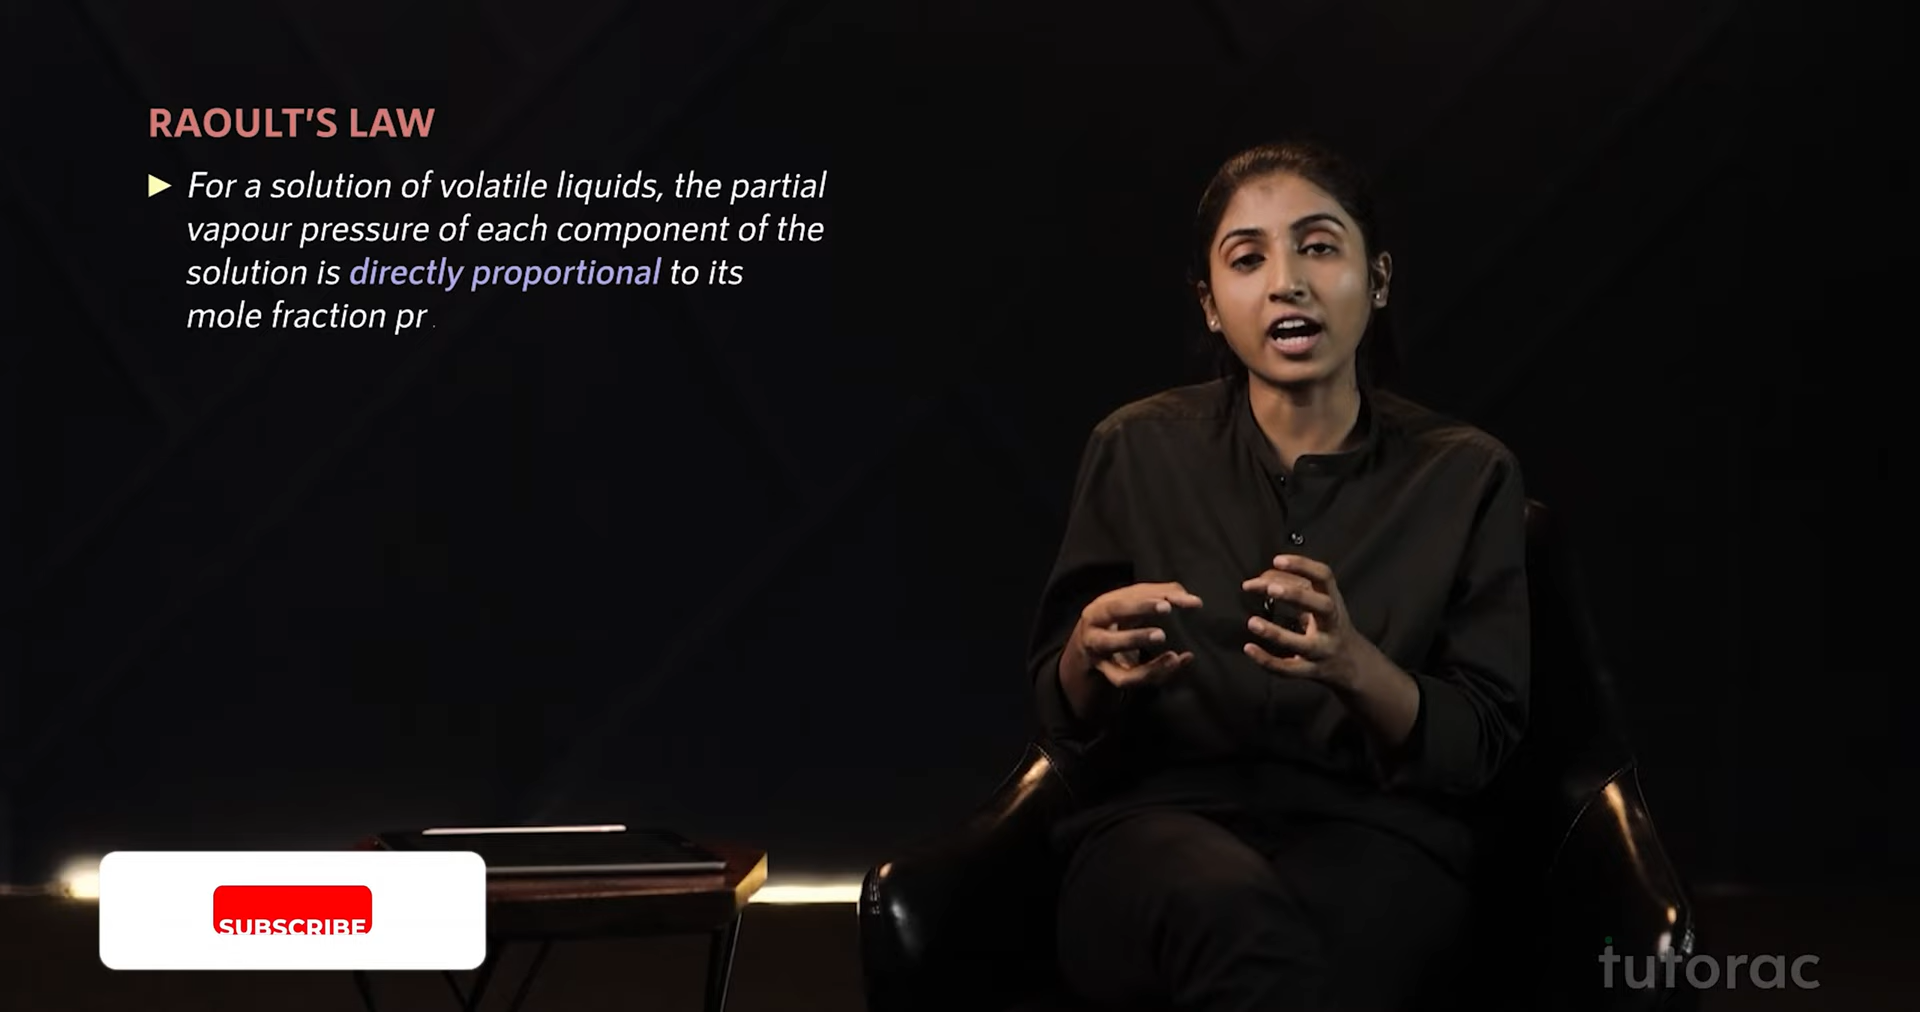 RAOULT'S LAW
► For a solution of volatile liquids, the partial
vapour pressure of each component of the
solution is directly proportional to its
mole fraction pr
SUBSCRIBE
tutorac